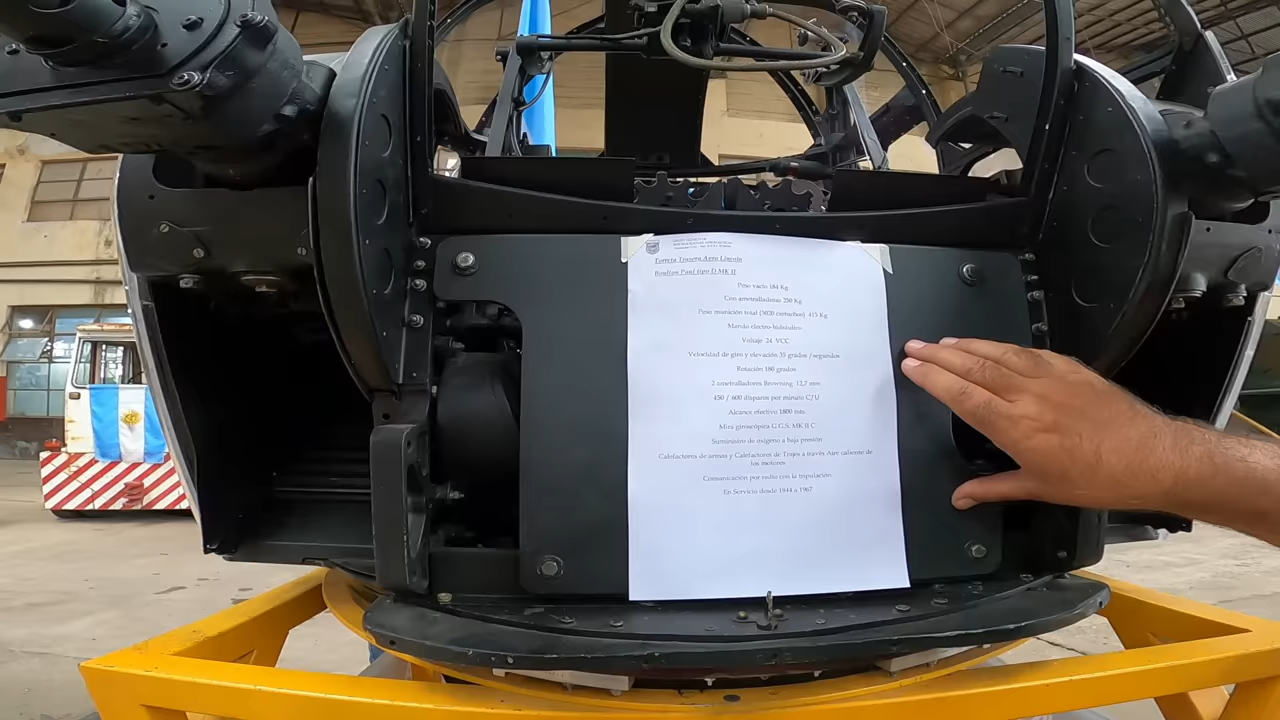 Torreta Trasera Avro Lincoln
Boulton Paul tipo D MK II
Peso vacio 184 Kg
Con ametralladoras 250 Kg
Peso munición total (3020 cartuchos) 415 Kg
Mando electro-hidráulico
Voltaje 24 VCC
Velocidad de giro y elevación 35 grados /segundos
Rotación 180 grados
2 ametralladores Browning 12,7 mm
450 / 600 disparos por minuto C/U
Alcance efectivo 1800 mts
Mira giroscópica G.G.S. MK II C
Suministro de oxigeno a baja presión
Calefactores de armas y Calefactores de Trajes a través Aire caliente de
los motores
Comunicación por radio con la tripulación
En Servicio desde 1944 a 1967